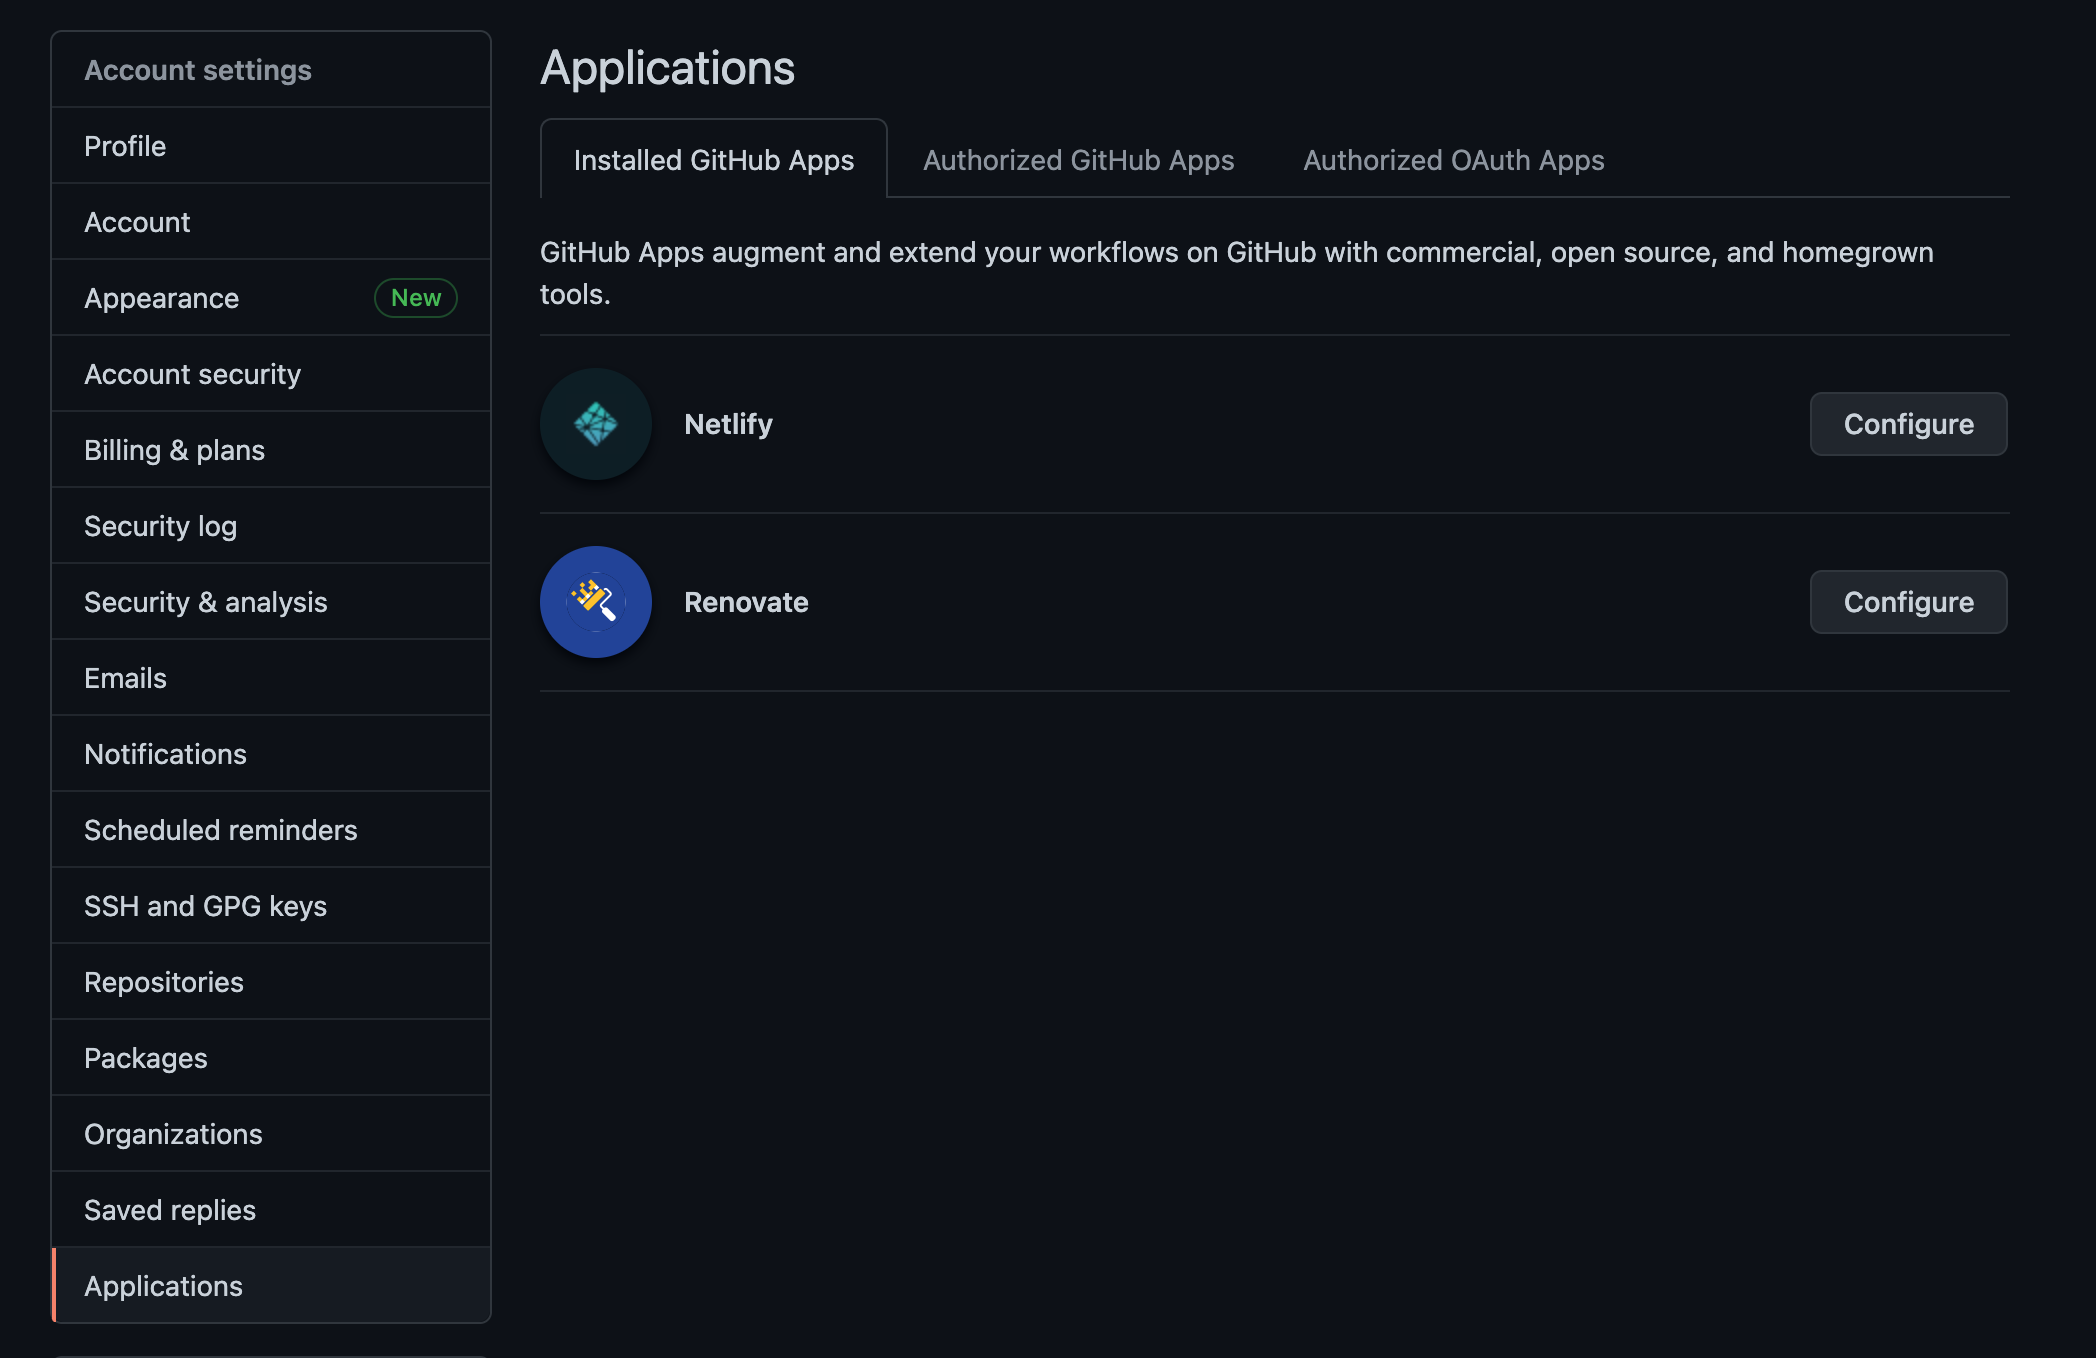 Account settings
Profile
Account
Appearance New
Account security
Billing & plans
Security log
Security & analysis
Emails
Notifications
Scheduled reminders
SSH and GPG keys
Repositories
Packages
Organizations
Saved replies
Applications
Applications
Installed GitHub Apps Authorized GitHub Apps Authorized OAuth Apps
GitHub Apps augment and extend your workflows on GitHub with commercial, open source, and homegrown
tools.
Netlify Configure
Renovate Configure